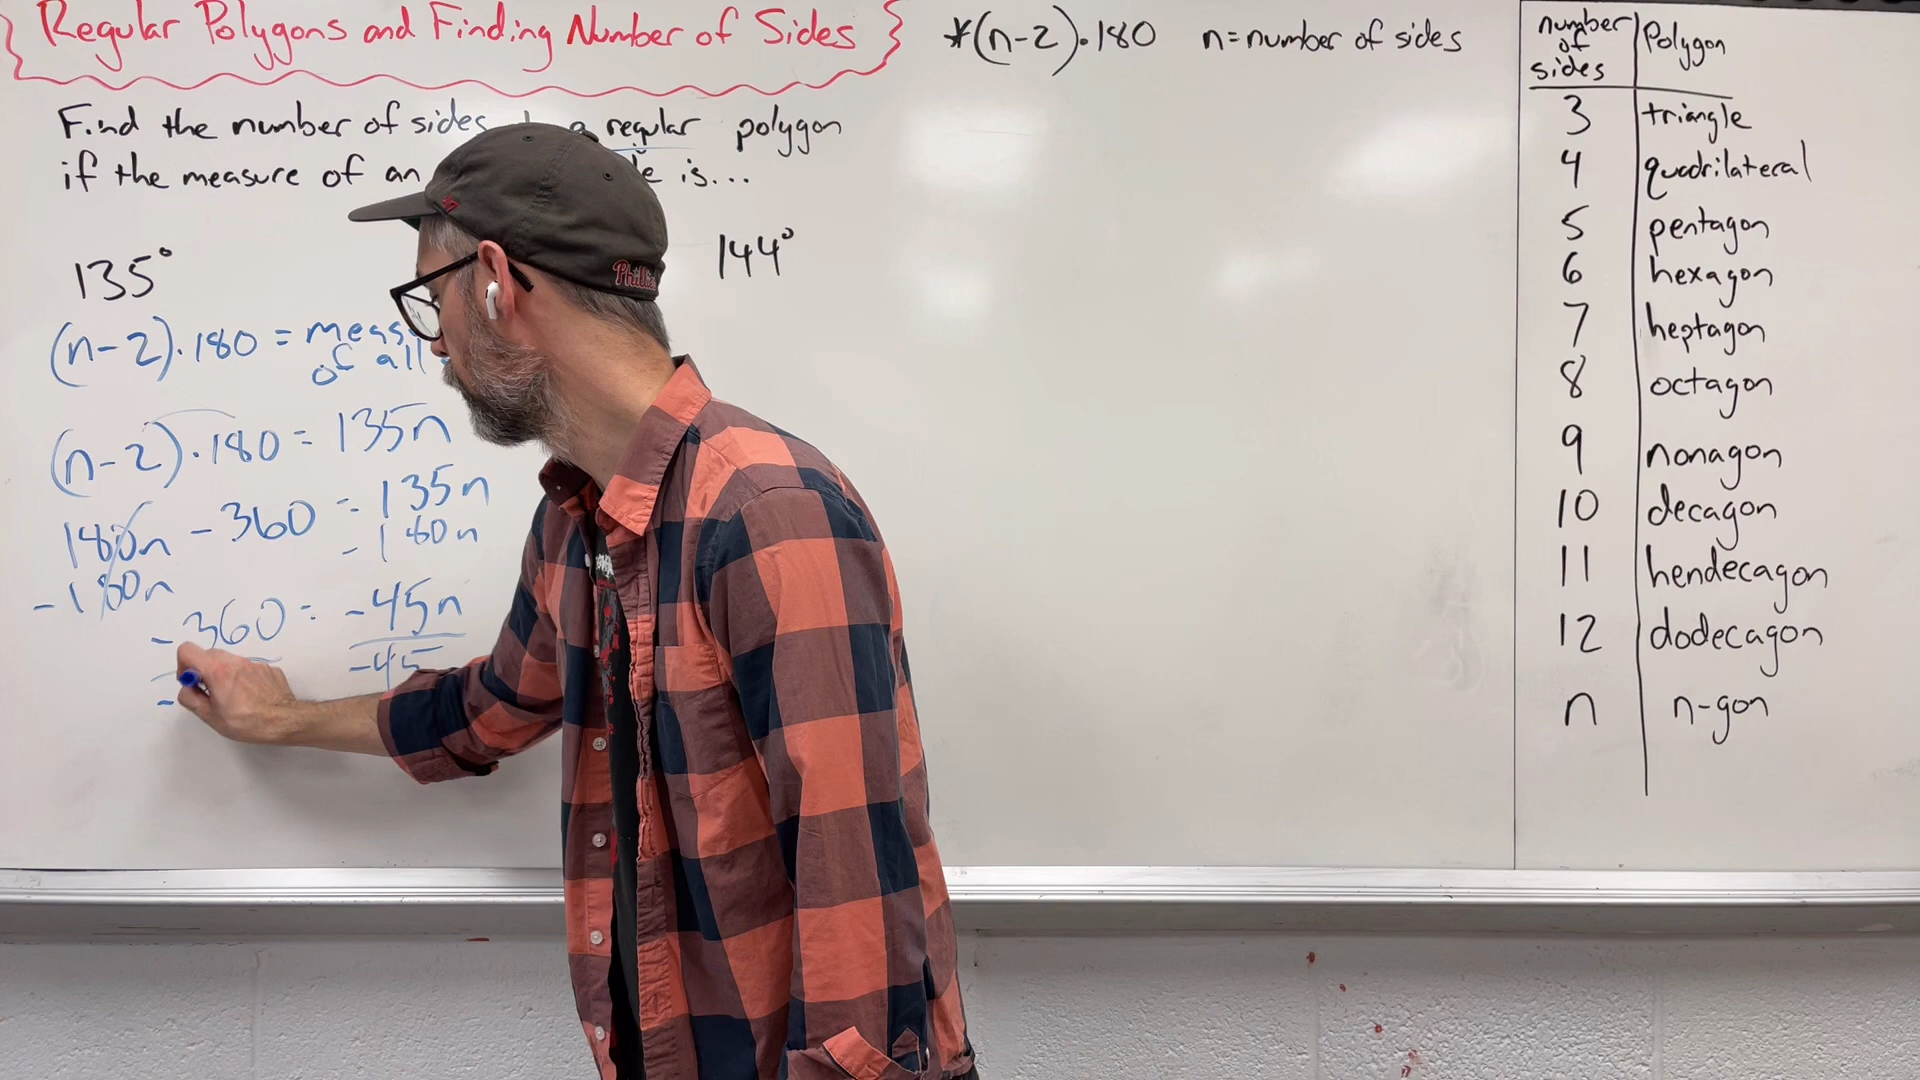 Regular Polygons and Finding Number of Sides
*(n-2)·180 n=number of sides
Find the number of sides regular polygon
if the measure of an is...
135°
144°
(n-2)·180 =
of all
(n-2)·180 = 135n
180n - 360 = 135n
-180n -180n
-360 = -45n
-45
Phillies
number of sides Polygon
3 triangle
4 quadrilateral
5 pentagon
6 hexagon
7 heptagon
8 octagon
9 nonagon
10 decagon
11 hendecagon
12 dodecagon
n n-gon